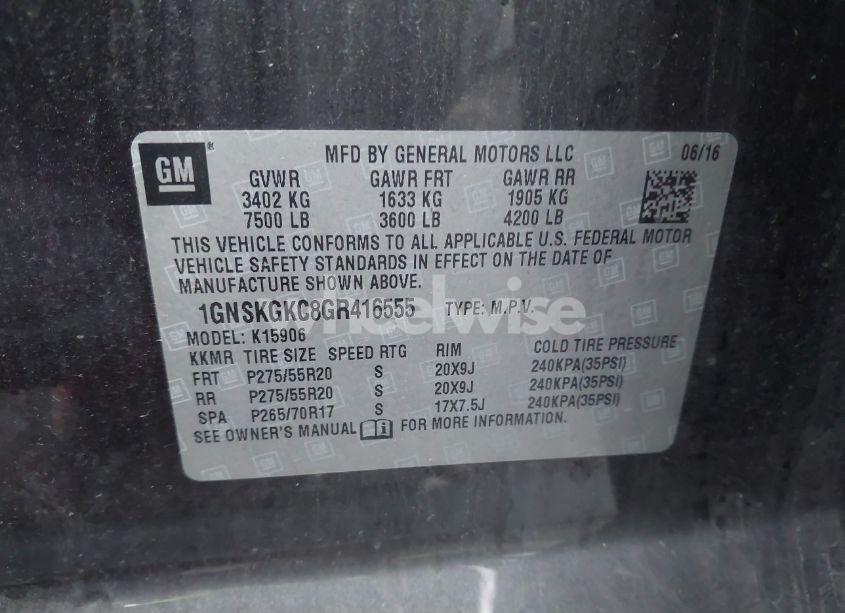 GM
MFD BY GENERAL MOTORS LLC 06/16
GVWR GAWR FRT GAWR RR
3402 KG 1633 KG 1905 KG
7500 LB 3600 LB 4200 LB
THIS VEHICLE CONFORMS TO ALL APPLICABLE U.S. FEDERAL MOTOR
VEHICLE SAFETY STANDARDS IN EFFECT ON THE DATE OF
MANUFACTURE SHOWN ABOVE.
1GNSKGKC8GR416555 TYPE: M.P.V.
wheelwise
MODEL: K15906
KKMR TIRE SIZE SPEED RTG RIM COLD TIRE PRESSURE
FRT P275/55R20 S 20X9J 240KPA(35PSI)
RR P275/55R20 S 20X9J 240KPA(35PSI)
SPA P265/70R17 S 17X7.5J 240KPA(35PSI)
SEE OWNER'S MANUAL FOR MORE INFORMATION.